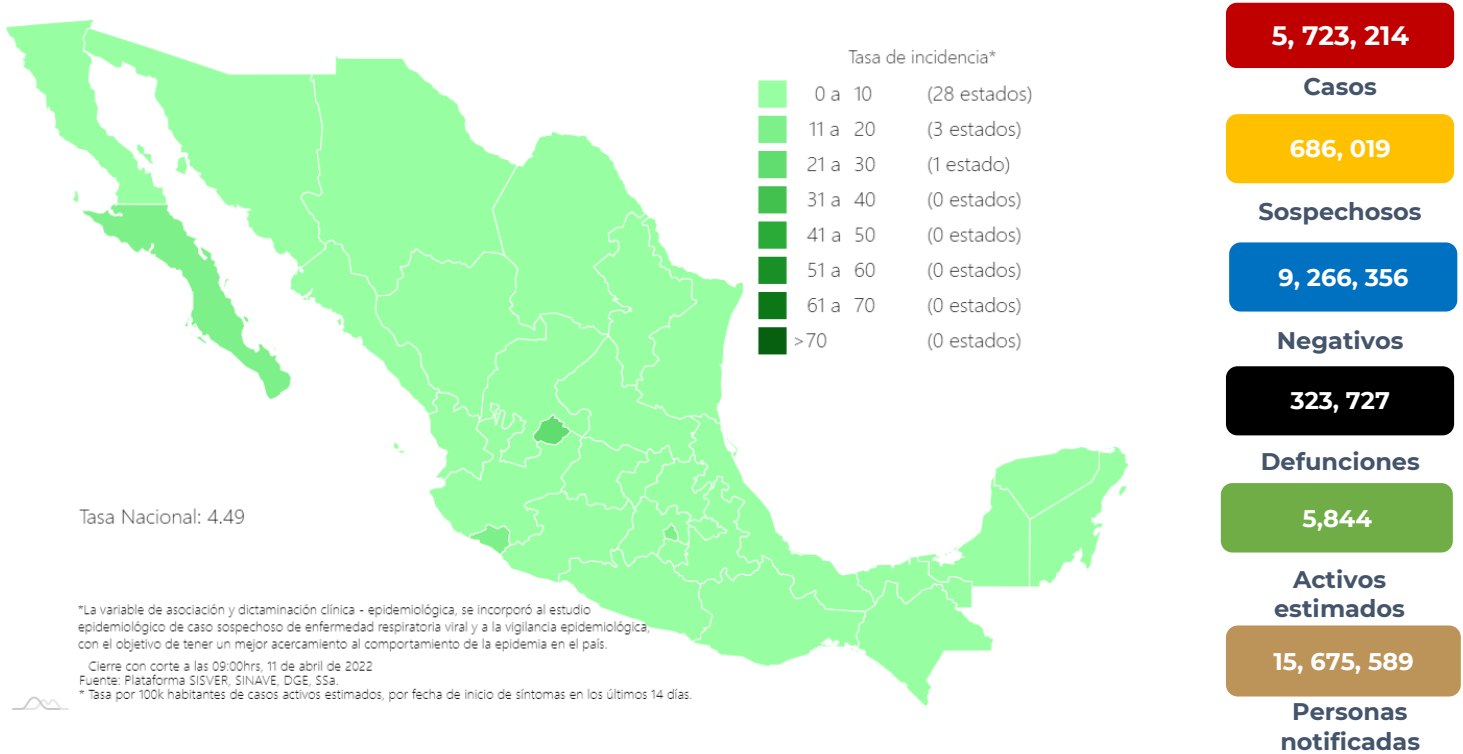 Tasa de incidencia*
0 a 10 (28 estados)
11 a 20 (3 estados)
21 a 30 (1 estado)
31 a 40 (0 estados)
41 a 50 (0 estados)
51 a 60 (0 estados)
61 a 70 (0 estados)
>70 (0 estados)
Tasa Nacional: 4.49
*La variable de asociación y dictaminación clínica - epidemiológica, se incorporó al estudio
epidemiológico de caso sospechoso de enfermedad respiratoria viral y a la vigilancia epidemiológica,
con el objetivo de tener un mejor acercamiento al comportamiento de la epidemia en el país.
Cierre con corte a las 09:00hrs, 11 de abril de 2022
Fuente: Plataforma SISVER, SINAVE, DGE, SSa.
* Tasa por 100k habitantes de casos activos estimados, por fecha de inicio de síntomas en los últimos 14 días.
5, 723, 214
Casos
686, 019
Sospechosos
9, 266, 356
Negativos
323, 727
Defunciones
5,844
Activos
estimados
15, 675, 589
Personas
notificadas